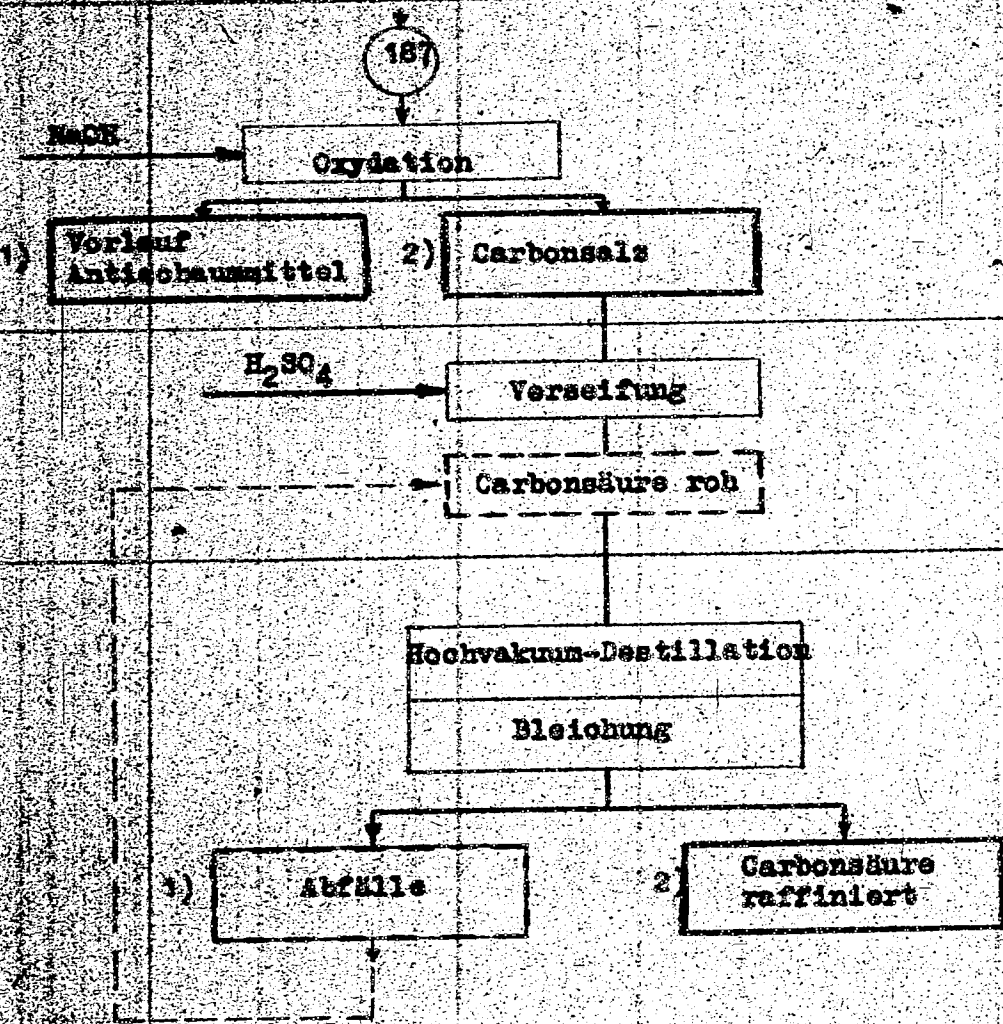 187
NaOH
Oxydation
1) Vorlauf
Antischaummittel
2) Carbonsalz
H2SO4
Verseifung
Carbonsäure roh
Hochvakuum-Destillation
Bleichung
1) Abfälle
2) Carbonsäure
raffiniert